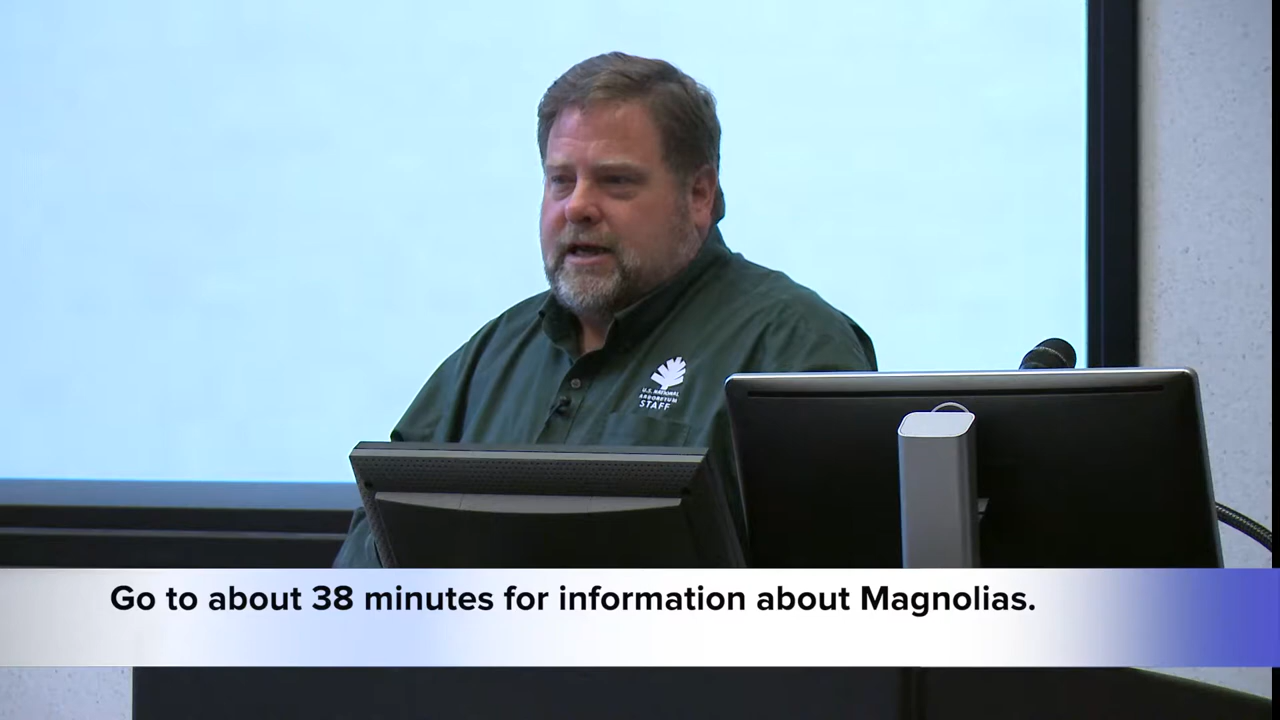 U.S. NATIONAL
ARBORETUM
STAFF
Go to about 38 minutes for information about Magnolias.